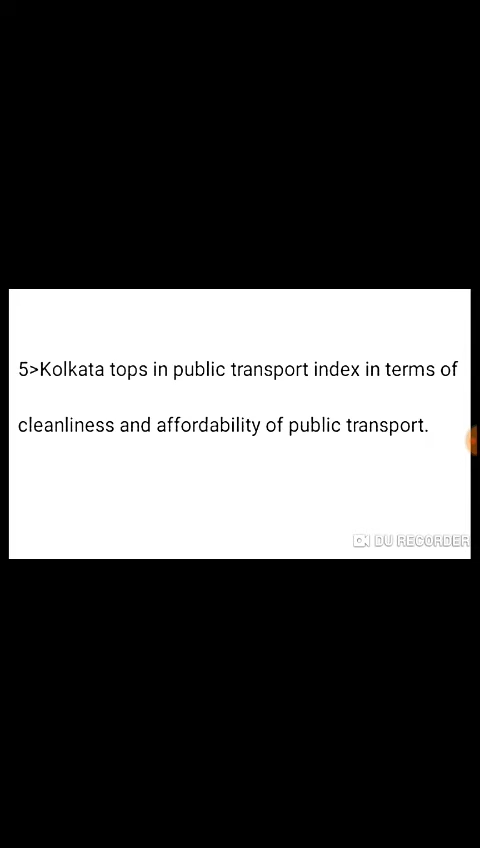 5>Kolkata tops in public transport index in terms of
cleanliness and affordability of public transport.
DU RECORDER